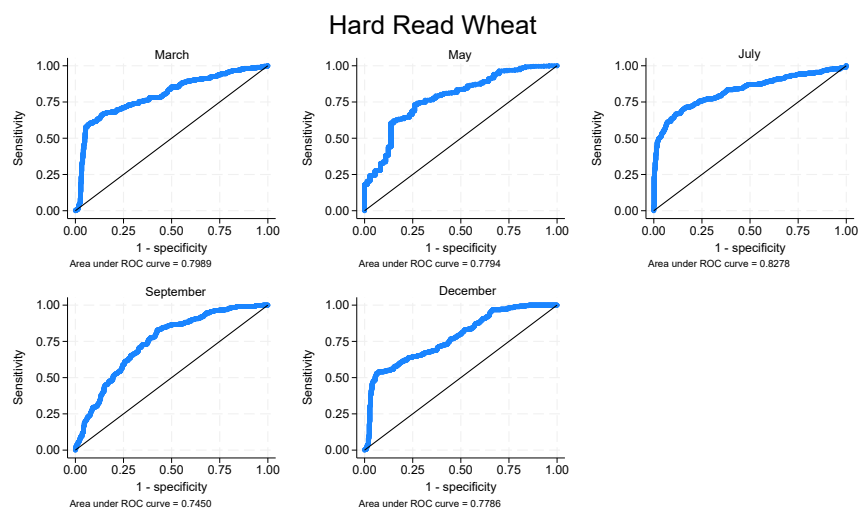 Hard Read Wheat
March
1.00
0.75
0.50
0.25
0.00
Sensitivity
0.00 0.25 0.50 0.75 1.00
1 - specificity
Area under ROC curve = 0.7989
May
1.00
0.75
0.50
0.25
0.00
Sensitivity
0.00 0.25 0.50 0.75 1.00
1 - specificity
Area under ROC curve = 0.7794
July
1.00
0.75
0.50
0.25
0.00
Sensitivity
0.00 0.25 0.50 0.75 1.00
1 - specificity
Area under ROC curve = 0.8278
September
1.00
0.75
0.50
0.25
0.00
Sensitivity
0.00 0.25 0.50 0.75 1.00
1 - specificity
Area under ROC curve = 0.7450
December
1.00
0.75
0.50
0.25
0.00
Sensitivity
0.00 0.25 0.50 0.75 1.00
1 - specificity
Area under ROC curve = 0.7786